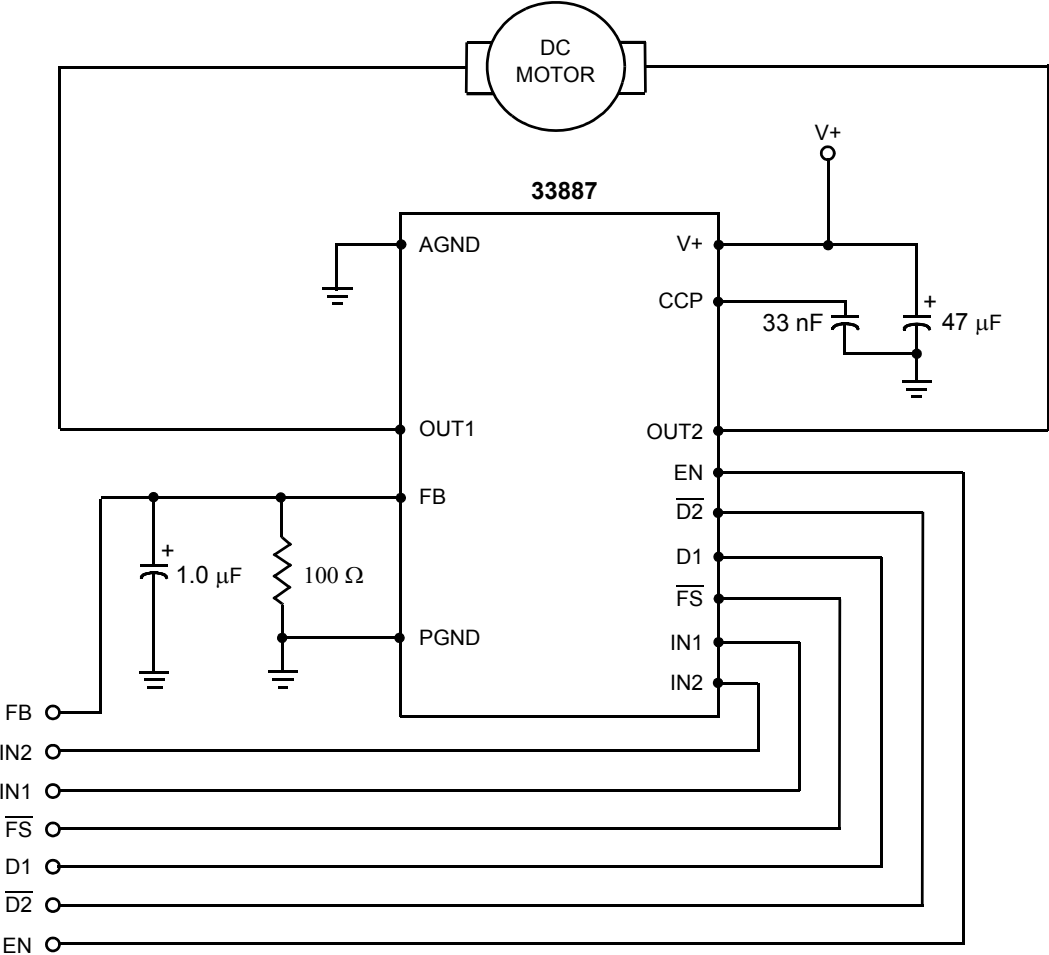 DC
MOTOR
V+
33887
AGND
V+
CCP
+
33 nF
47 μF
OUT1
OUT2
EN
FB
D2
+
D1
1.0 μF
100 Ω
FS
PGND
IN1
IN2
FB
IN2
IN1
FS
D1
D2
EN